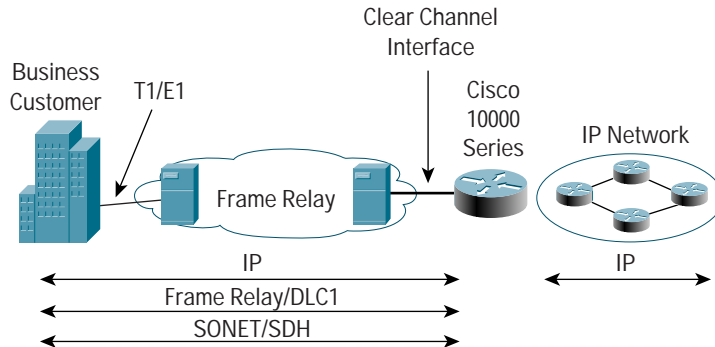 Clear Channel
Interface
Business
Customer
T1/E1
Cisco
10000
Series
IP Network
Frame Relay
IP
IP
Frame Relay/DLC1
SONET/SDH